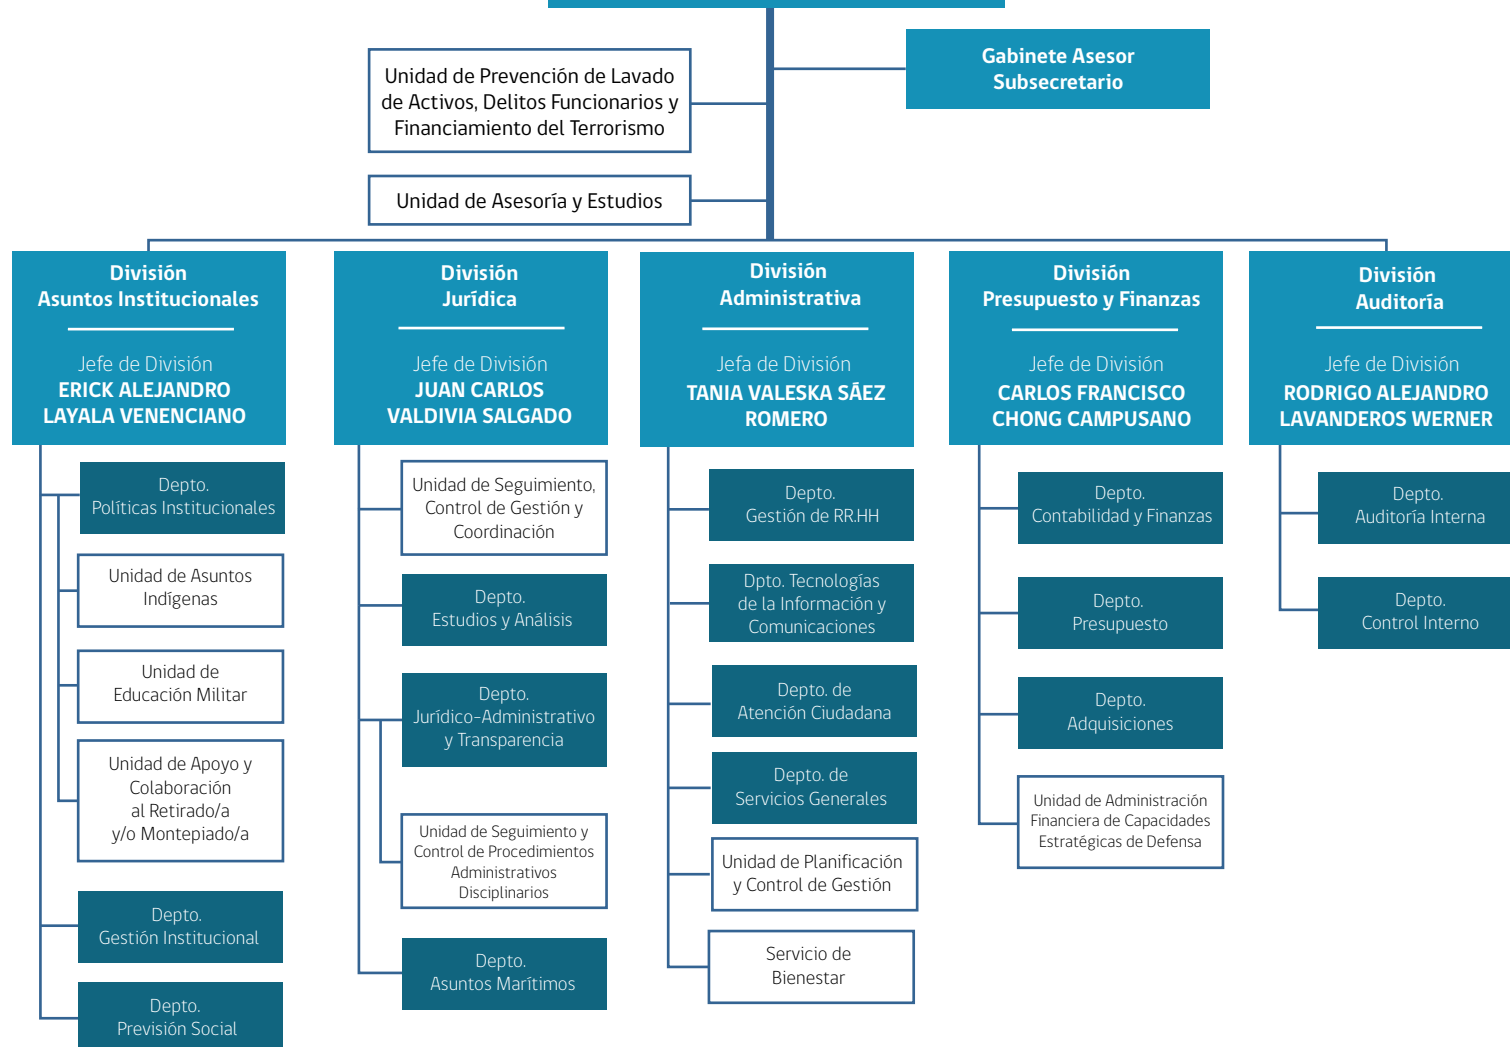 Gabinete Asesor
Subsecretario
Unidad de Prevención de Lavado
de Activos, Delitos Funcionarios y
Financiamiento del Terrorismo
Unidad de Asesoría y Estudios
División
Asuntos Institucionales
Jefe de División
ERICK ALEJANDRO
LAYALA VENENCIANO
Depto.
Políticas Institucionales
Unidad de Asuntos
Indígenas
Unidad de
Educación Militar
Unidad de Apoyo y
Colaboración
al Retirado/a
y/o Montepiado/a
Depto.
Gestión Institucional
Depto.
Previsión Social
División
Jurídica
Jefe de División
JUAN CARLOS
VALDIVIA SALGADO
Unidad de Seguimiento,
Control de Gestión y
Coordinación
Depto.
Estudios y Análisis
Depto.
Jurídico-Administrativo
y Transparencia
Unidad de Seguimiento y
Control de Procedimientos
Administrativos
Disciplinarios
Depto.
Asuntos Marítimos
División
Administrativa
Jefa de División
TANIA VALESKA SÁEZ
ROMERO
Depto.
Gestión de RR.HH
Dpto. Tecnologías
de la Información y
Comunicaciones
Depto. de
Atención Ciudadana
Depto. de
Servicios Generales
Unidad de Planificación
y Control de Gestión
Servicio de
Bienestar
División
Presupuesto y Finanzas
Jefe de División
CARLOS FRANCISCO
CHONG CAMPUSANO
Depto.
Contabilidad y Finanzas
Depto.
Presupuesto
Depto.
Adquisiciones
Unidad de Administración
Financiera de Capacidades
Estratégicas de Defensa
División
Auditoría
Jefe de División
RODRIGO ALEJANDRO
LAVANDEROS WERNER
Depto.
Auditoría Interna
Depto.
Control Interno